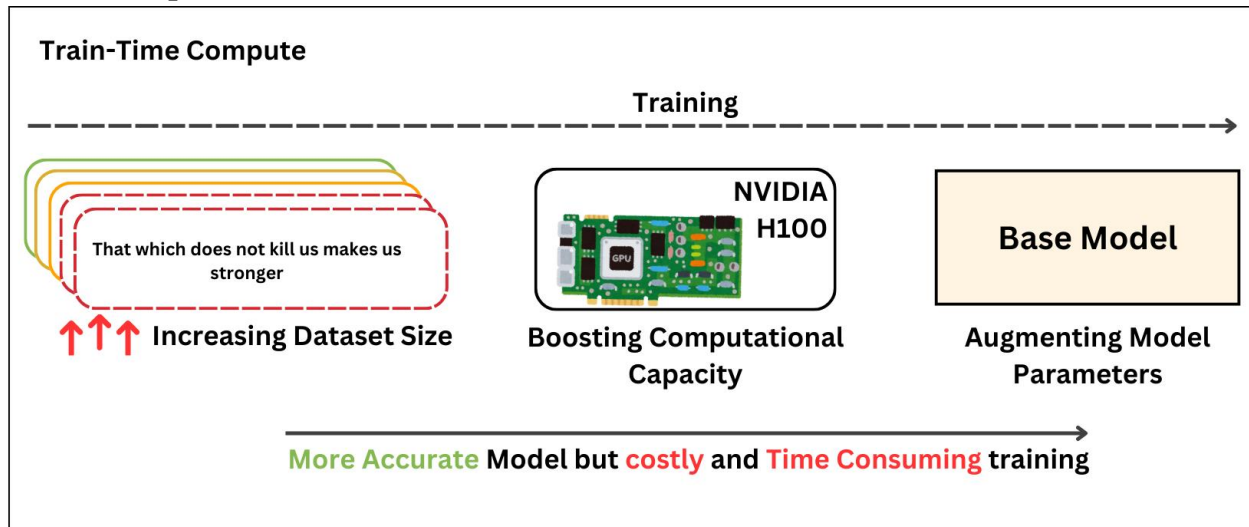 Train-Time Compute
Training
That which does not kill us makes us
stronger
Increasing Dataset Size
NVIDIA
H100
GPU
Boosting Computational
Capacity
Base Model
Augmenting Model
Parameters
More Accurate Model but costly and Time Consuming training